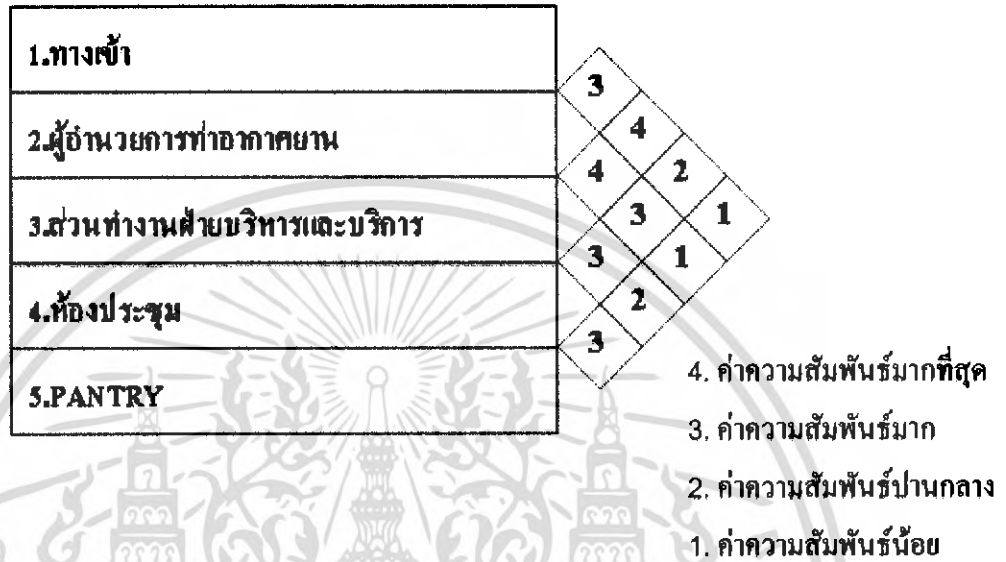 1.ทางเข้า
2.ผู้อำนวยการท่าอากาศยาน
3.ส่วนทำงานฝ่ายบริหารและบริการ
4.ห้องประชุม
5.PANTRY
3
4
4 2
3 1
3 1
2
3
4. ค่าความสัมพันธ์มากที่สุด
3. ค่าความสัมพันธ์มาก
2. ค่าความสัมพันธ์ปานกลาง
1. ค่าความสัมพันธ์น้อย